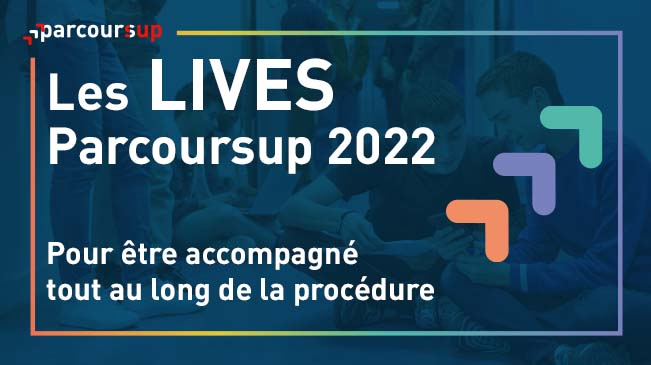 parcoursup
Les LIVES
Parcoursup 2022
Pour être accompagné
tout au long de la procédure